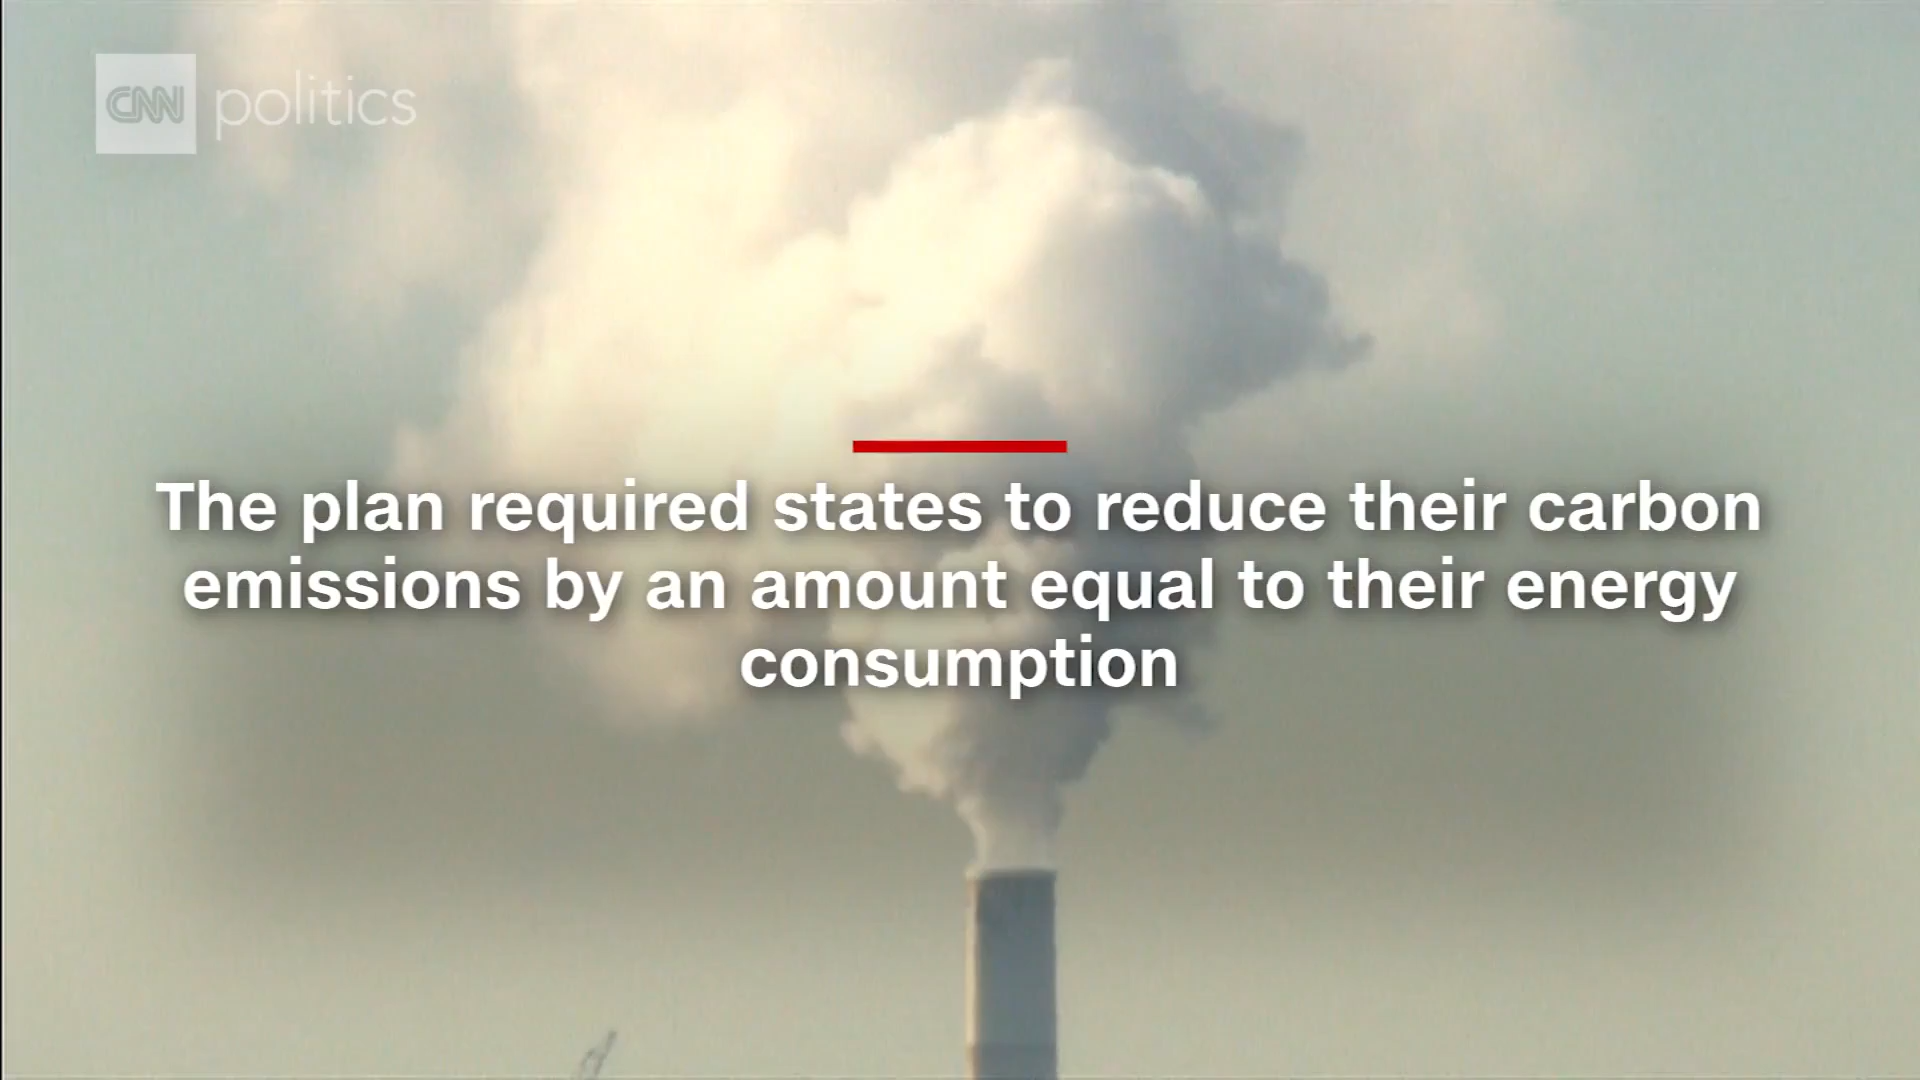 CNN politics
The plan required states to reduce their carbon
emissions by an amount equal to their energy
consumption